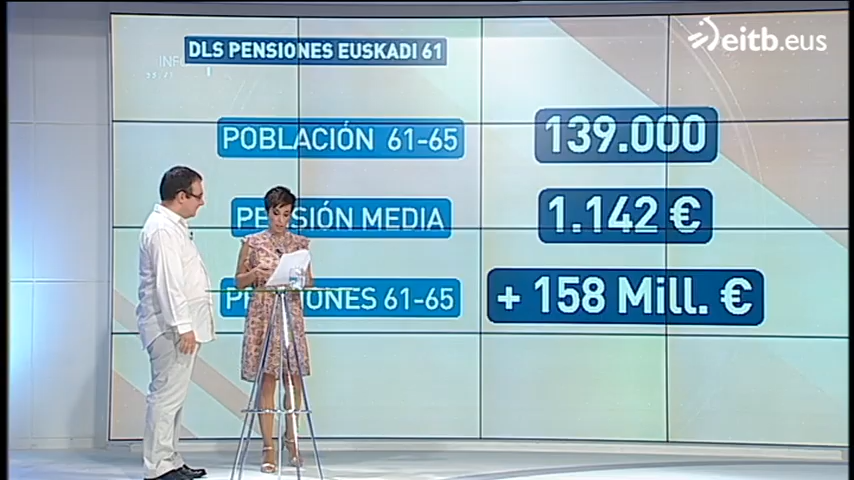 DLS PENSIONES EUSKADI 61
eitb.eus
POBLACIÓN 61-65
139.000
PENSIÓN MEDIA
1.142 €
PENSIONES 61-65
+ 158 Mill. €